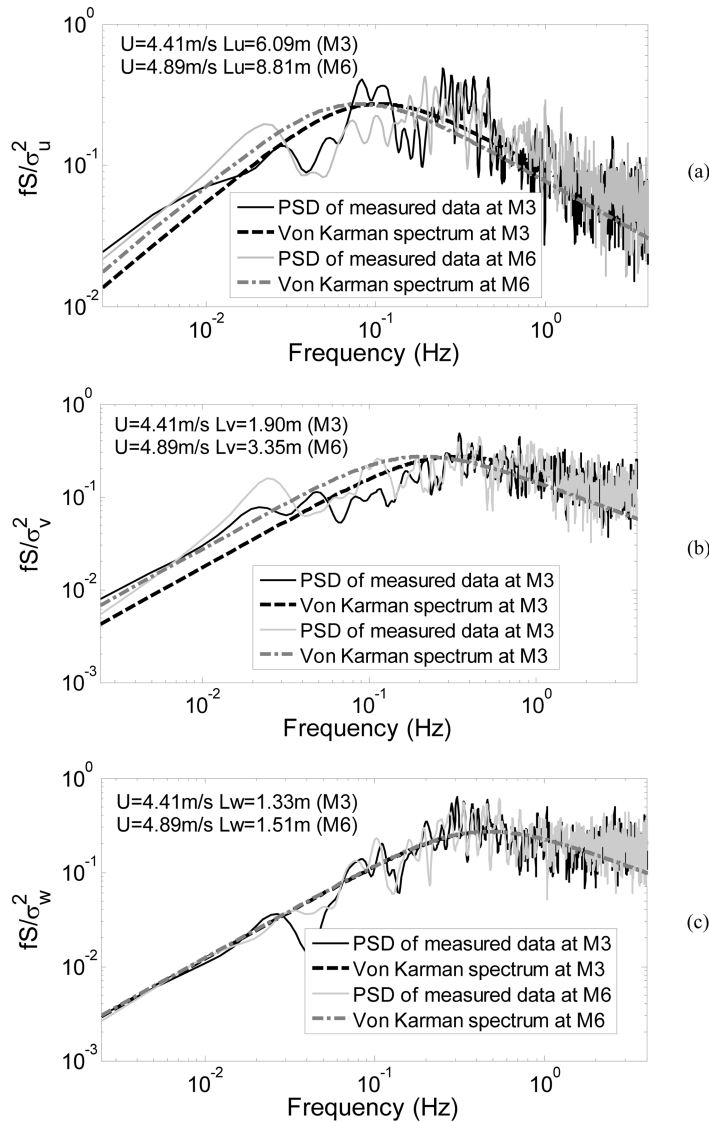 10^0
U=4.41m/s Lu=6.09m (M3)
U=4.89m/s Lu=8.81m (M6)
fS/σ_u^2
10^-1
(a)
PSD of measured data at M3
Von Karman spectrum at M3
PSD of measured data at M6
Von Karman spectrum at M6
10^-2
10^-2 10^-1 10^0
Frequency (Hz)
10^0
U=4.41m/s Lv=1.90m (M3)
U=4.89m/s Lv=3.35m (M6)
10^-1
fS/σ_v^2
(b)
10^-2
PSD of measured data at M3
Von Karman spectrum at M3
PSD of measured data at M3
Von Karman spectrum at M3
10^-3
10^-2 10^-1 10^0
Frequency (Hz)
10^0
U=4.41m/s Lw=1.33m (M3)
U=4.89m/s Lw=1.51m (M6)
10^-1
fS/σ_w^2
(c)
10^-2
PSD of measured data at M3
Von Karman spectrum at M3
PSD of measured data at M6
Von Karman spectrum at M6
10^-3
10^-2 10^-1 10^0
Frequency (Hz)